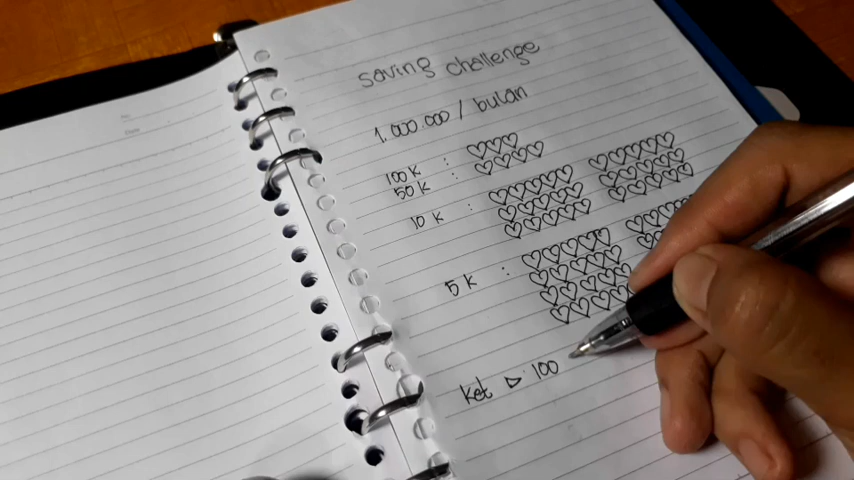 saving challenge
1.000.000 / bulan
100 K : ♡♡♡
50 K : ♡♡♡♡
10 K :
5 K :
ket ▷ 100